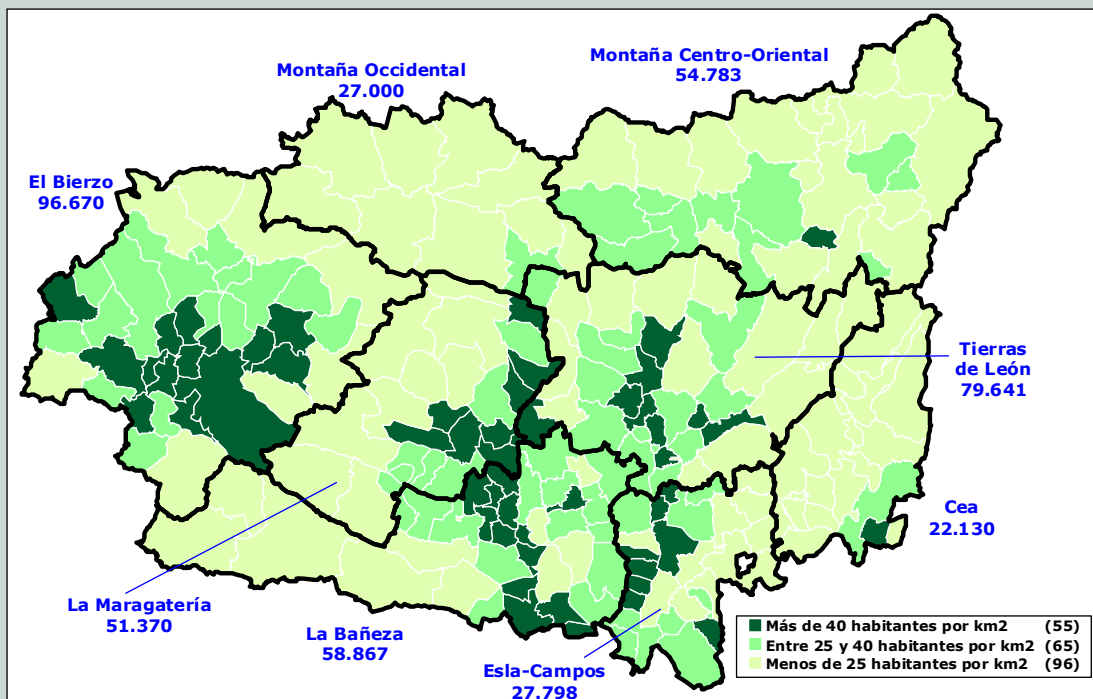 Montaña Occidental
27.000
Montaña Centro-Oriental
54.783
El Bierzo
96.670
Tierras
de León
79.641
Cea
22.130
La Maragatería
51.370
La Bañeza
58.867
Esla-Campos
27.798
Más de 40 habitantes por km2 (55)
Entre 25 y 40 habitantes por km2 (65)
Menos de 25 habitantes por km2 (96)